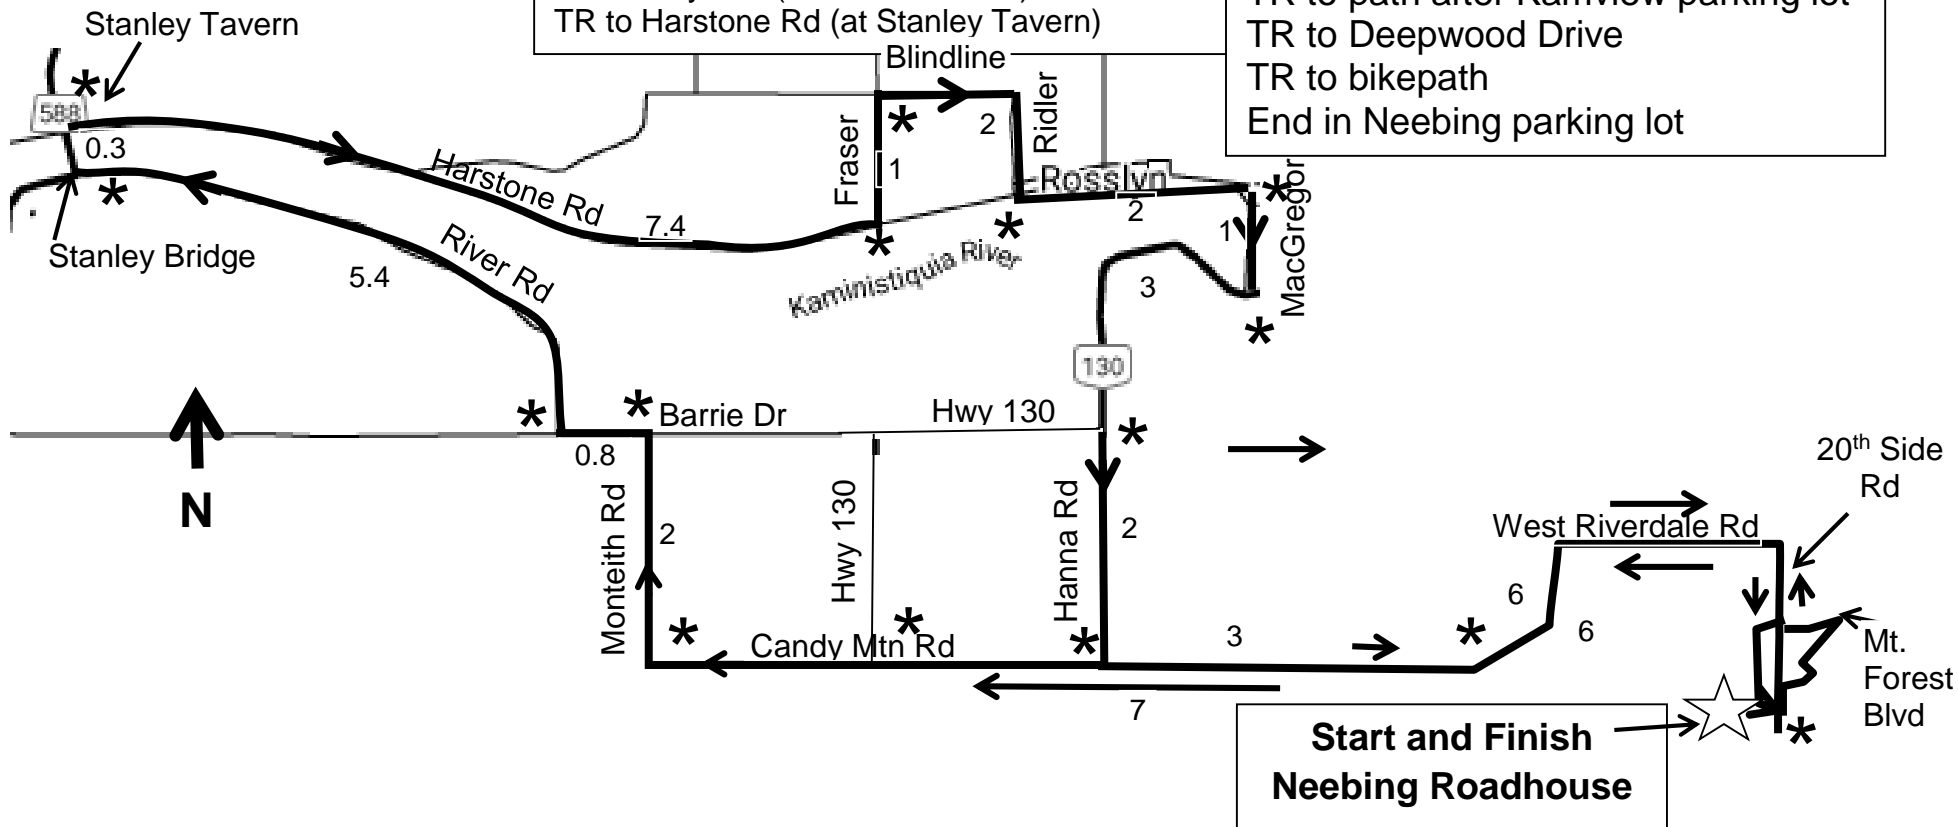 TR to Harstone Rd (at Stanley Tavern)
TR to path after Kamview parking lot
TR to Deepwood Drive
TR to bikepath
End in Neebing parking lot
Stanley Tavern
588
0.3
Stanley Bridge
Harstone Rd
River Rd
5.4
7.4
Kaministiquia River
Blindline
Fraser
1
2
Ridler
Rosslyn
2
1
MacGregor
3
130
Barrie Dr
Hwy 130
0.8
N
Monteith Rd
2
Hwy 130
Hanna Rd
2
Candy Mtn Rd
3
7
6
6
West Riverdale Rd
20th Side
Rd
Mt.
Forest
Blvd
Start and Finish
Neebing Roadhouse